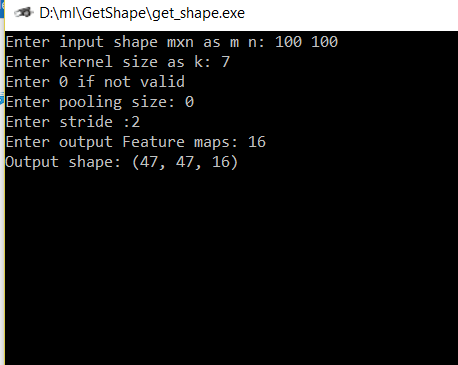 D:\ml\GetShape\get_shape.exe
Enter input shape mxn as m n: 100 100
Enter kernel size as k: 7
Enter 0 if not valid
Enter pooling size: 0
Enter stride :2
Enter output Feature maps: 16
Output shape: (47, 47, 16)